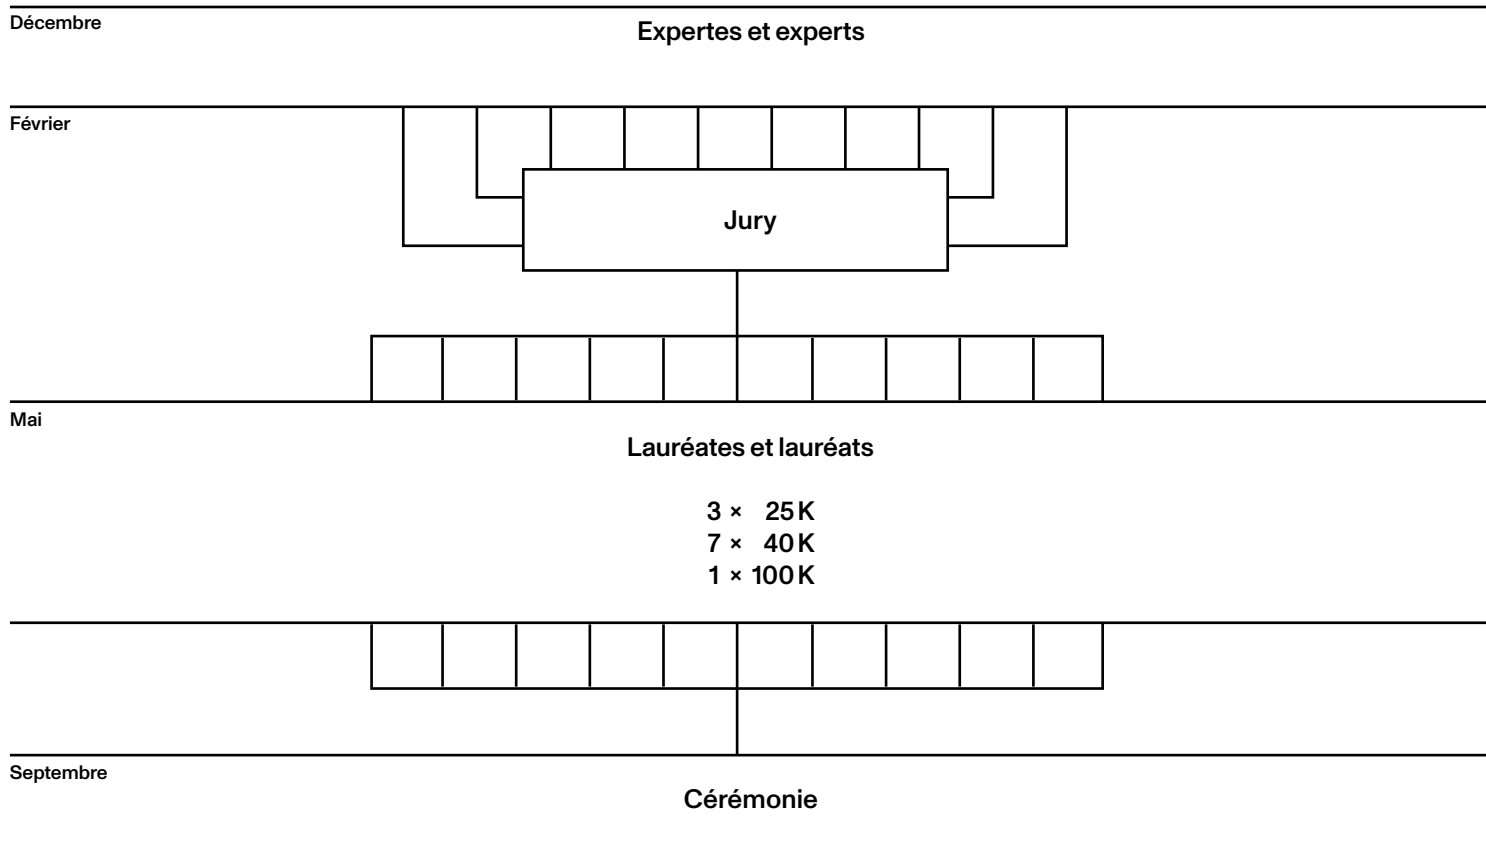 Décembre
Expertes et experts
Février
Jury
Mai
Lauréates et lauréats
3 × 25 K
7 × 40 K
1 × 100 K
Septembre
Cérémonie